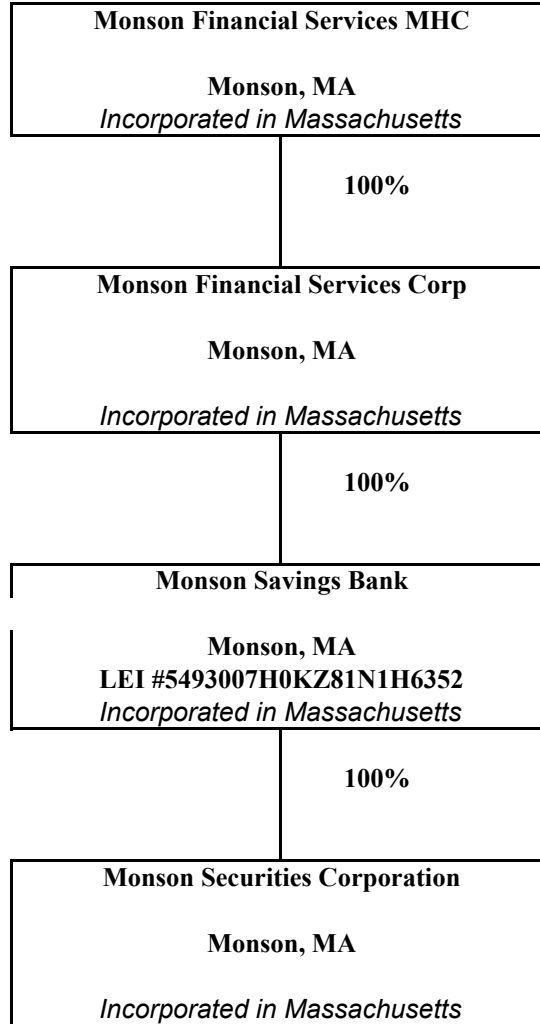 Monson Financial Services MHC
Monson, MA
Incorporated in Massachusetts
100%
Monson Financial Services Corp
Monson, MA
Incorporated in Massachusetts
100%
Monson Savings Bank
Monson, MA
LEI #5493007H0KZ81N1H6352
Incorporated in Massachusetts
100%
Monson Securities Corporation
Monson, MA
Incorporated in Massachusetts